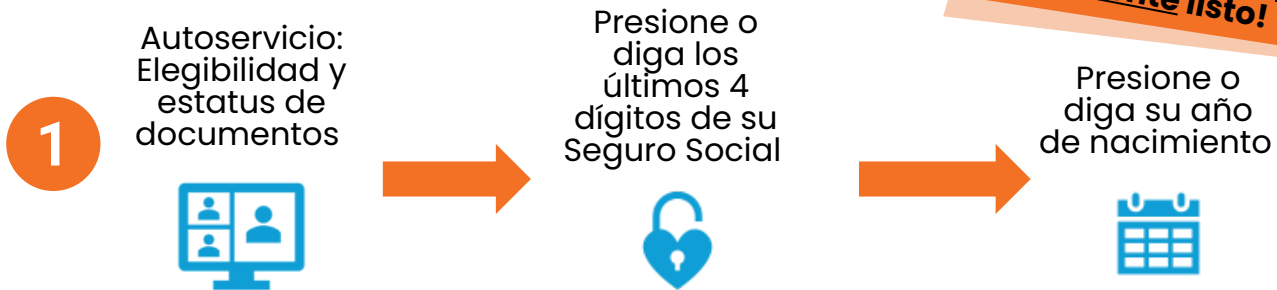 1
Autoservicio:
Elegibilidad y
estatus de
documentos
Presione o
diga los
últimos 4
dígitos de su
Seguro Social
listo!
Presione o
diga su año
de nacimiento